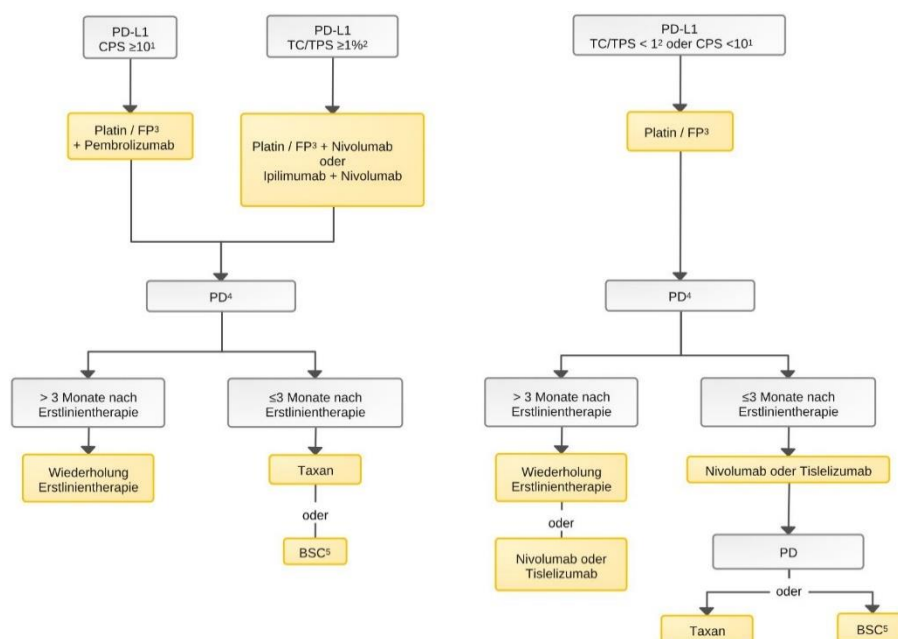 PD-L1
CPS ≥10¹
PD-L1
TC/TPS ≥1%²
PD-L1
TC/TPS < 1² oder CPS <10¹
Platin / FP³
+ Pembrolizumab
Platin / FP³ + Nivolumab
oder
Ipilimumab + Nivolumab
Platin / FP³
PD⁴
PD⁴
> 3 Monate nach
Erstlinientherapie
≤3 Monate nach
Erstlinientherapie
> 3 Monate nach
Erstlinientherapie
≤3 Monate nach
Erstlinientherapie
Wiederholung
Erstlinientherapie
Taxan
oder
BSC⁵
Wiederholung
Erstlinientherapie
oder
Nivolumab oder
Tislelizumab
Nivolumab oder Tislelizumab
PD
oder
Taxan
BSC⁵